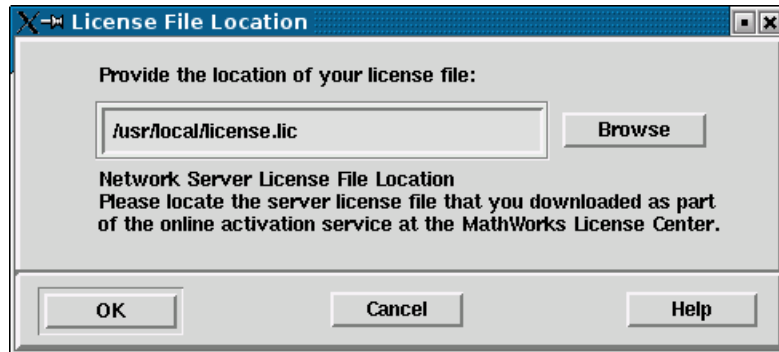 License File Location
Provide the location of your license file:
/usr/local/license.lic
Browse
Network Server License File Location
Please locate the server license file that you downloaded as part
of the online activation service at the MathWorks License Center.
OK
Cancel
Help